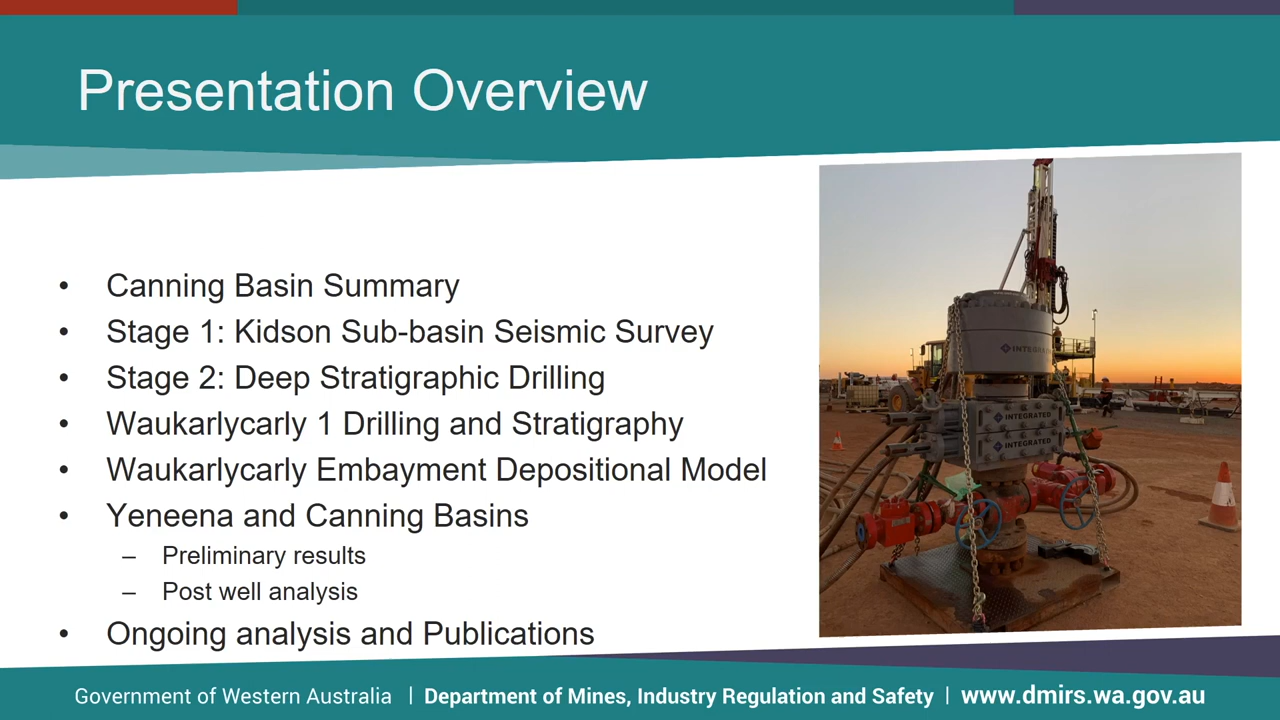 Presentation Overview
• Canning Basin Summary
• Stage 1: Kidson Sub-basin Seismic Survey
• Stage 2: Deep Stratigraphic Drilling
• Waukarlycarly 1 Drilling and Stratigraphy
• Waukarlycarly Embayment Depositional Model
• Yeneena and Canning Basins
– Preliminary results
– Post well analysis
• Ongoing analysis and Publications
INTEGRATED
INTEGRATED
Government of Western Australia | Department of Mines, Industry Regulation and Safety | www.dmirs.wa.gov.au